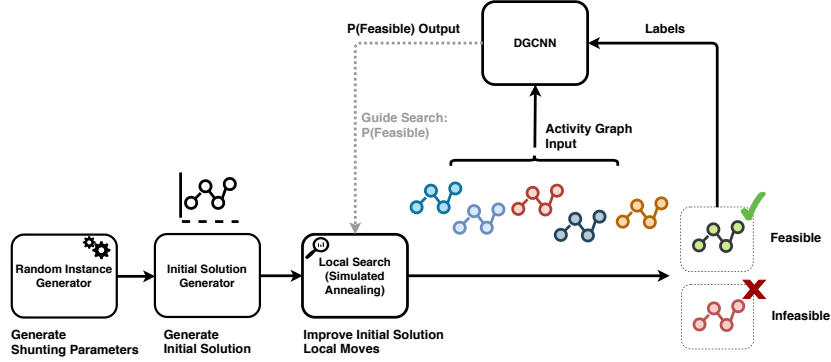 P(Feasible) Output
DGCNN
Labels
Guide Search:
P(Feasible)
Activity Graph
Input
Random Instance
Generator
Initial Solution
Generator
Local Search
(Simulated
Annealing)
Feasible
Infeasible
Generate
Shunting Parameters
Generate
Initial Solution
Improve Initial Solution
Local Moves